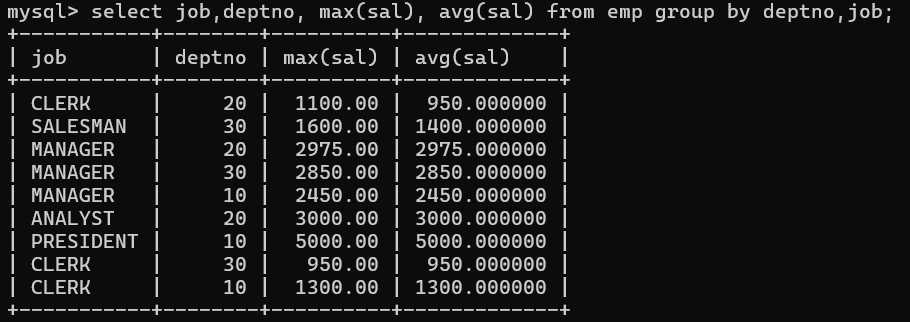 mysql> select job,deptno, max(sal), avg(sal) from emp group by deptno,job;
+-----------+--------+----------+-------------+
| job       | deptno | max(sal) | avg(sal)    |
+-----------+--------+----------+-------------+
| CLERK     |     20 |  1100.00 |  950.000000 |
| SALESMAN  |     30 |  1600.00 | 1400.000000 |
| MANAGER   |     20 |  2975.00 | 2975.000000 |
| MANAGER   |     30 |  2850.00 | 2850.000000 |
| MANAGER   |     10 |  2450.00 | 2450.000000 |
| ANALYST   |     20 |  3000.00 | 3000.000000 |
| PRESIDENT |     10 |  5000.00 | 5000.000000 |
| CLERK     |     30 |   950.00 |  950.000000 |
| CLERK     |     10 |  1300.00 | 1300.000000 |
+-----------+--------+----------+-------------+